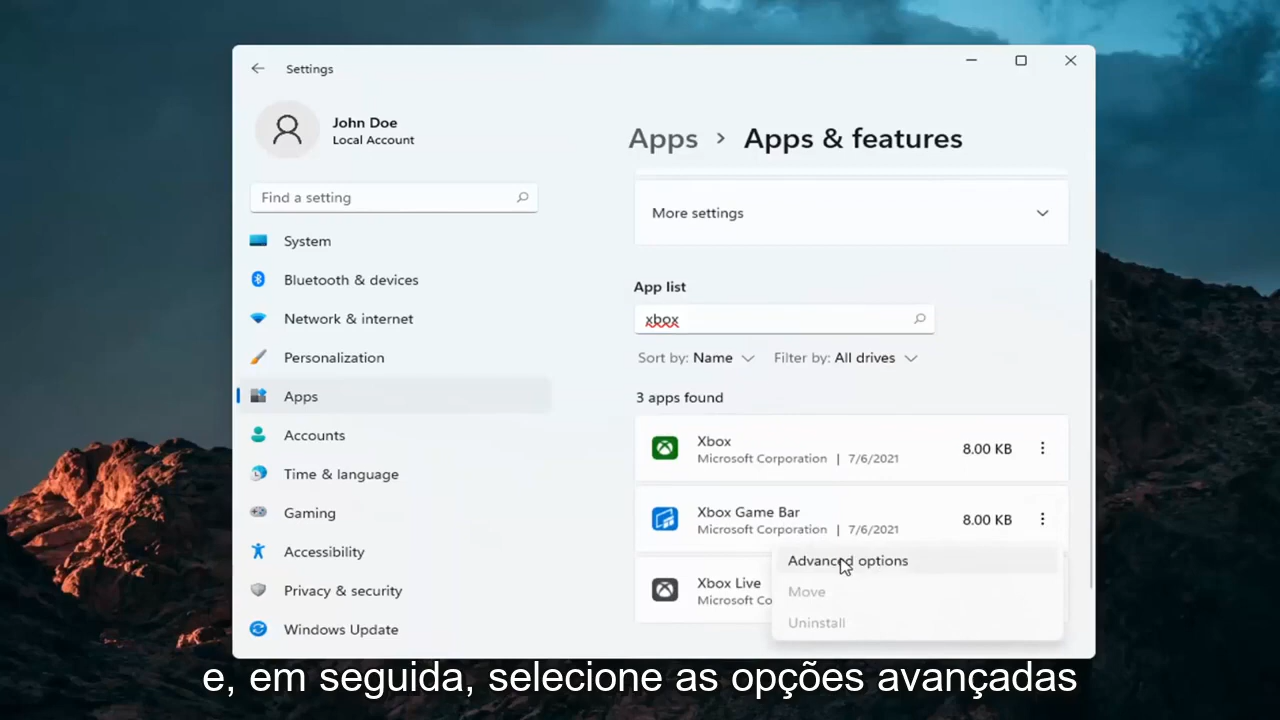 Settings
John Doe
Local Account
Find a setting
System
Bluetooth & devices
Network & internet
Personalization
Apps
Accounts
Time & language
Gaming
Accessibility
Privacy & security
Windows Update
Apps > Apps & features
More settings
App list
xbox
Sort by: Name Filter by: All drives
3 apps found
Xbox
Microsoft Corporation | 7/6/2021
8.00 KB
Xbox Game Bar
Microsoft Corporation | 7/6/2021
8.00 KB
Advanced options
Move
Uninstall
Xbox Live
Microsoft Co
e, em seguida, selecione as opções avançadas